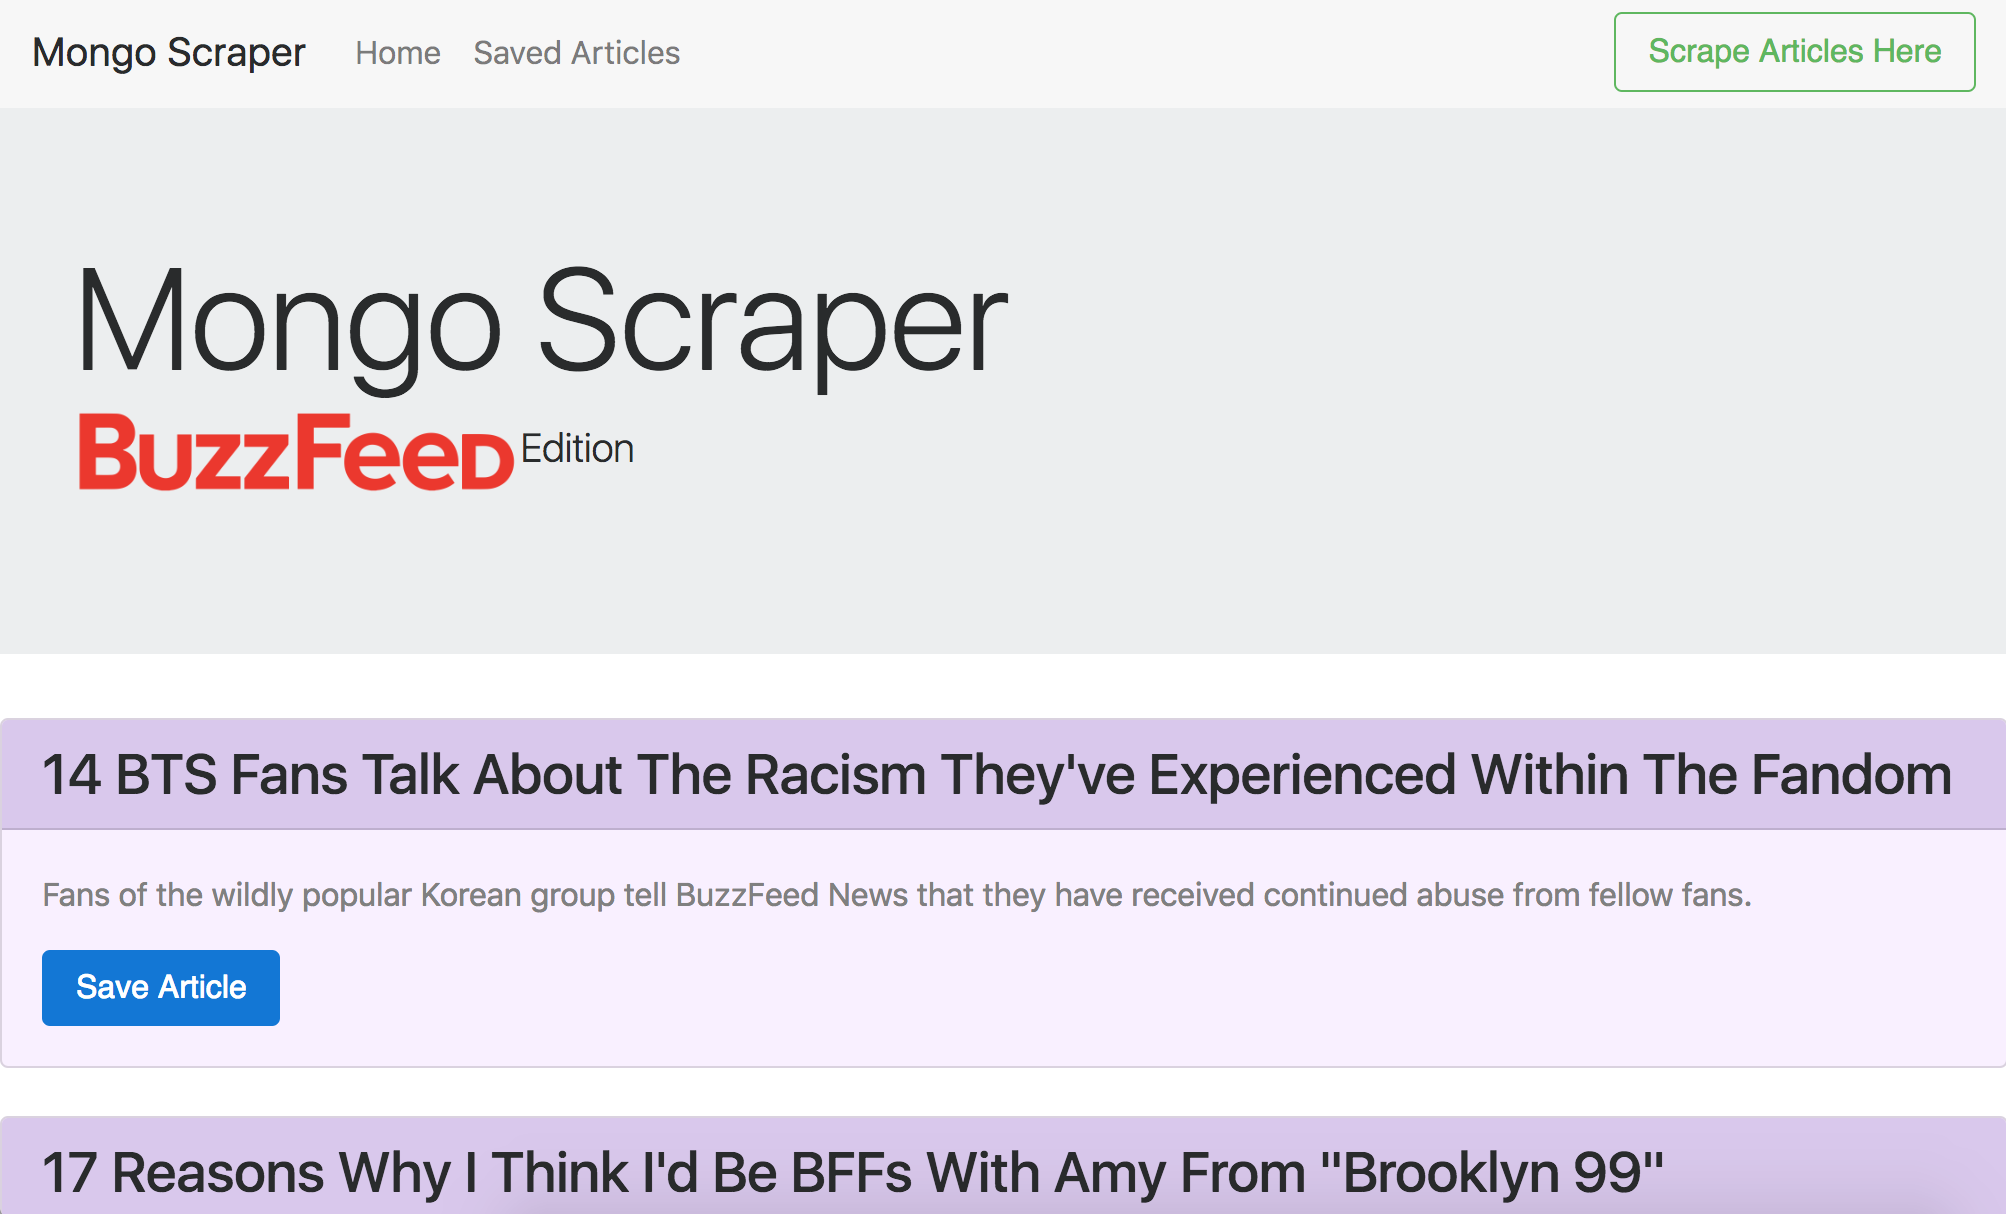 Mongo Scraper Home Saved Articles Scrape Articles Here
Mongo Scraper
BuzzFeed Edition
14 BTS Fans Talk About The Racism They've Experienced Within The Fandom
Fans of the wildly popular Korean group tell BuzzFeed News that they have received continued abuse from fellow fans.
Save Article
17 Reasons Why I Think I'd Be BFFs With Amy From "Brooklyn 99"